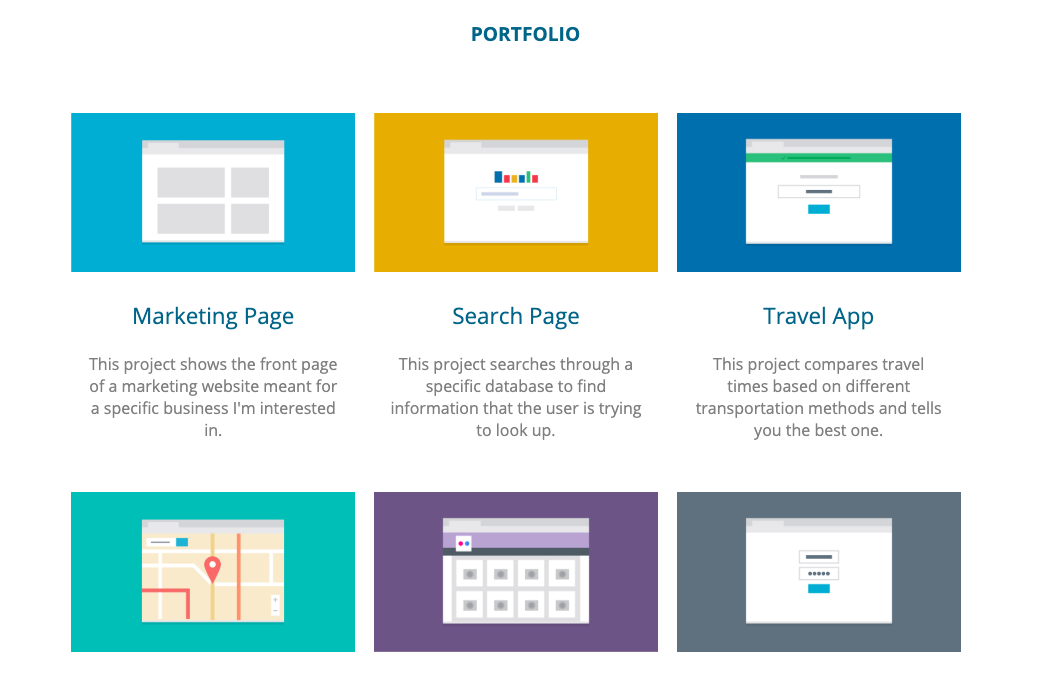 PORTFOLIO
Marketing Page
This project shows the front page
of a marketing website meant for
a specific business I'm interested
in.
Search Page
This project searches through a
specific database to find
information that the user is trying
to look up.
Travel App
This project compares travel
times based on different
transportation methods and tells
you the best one.